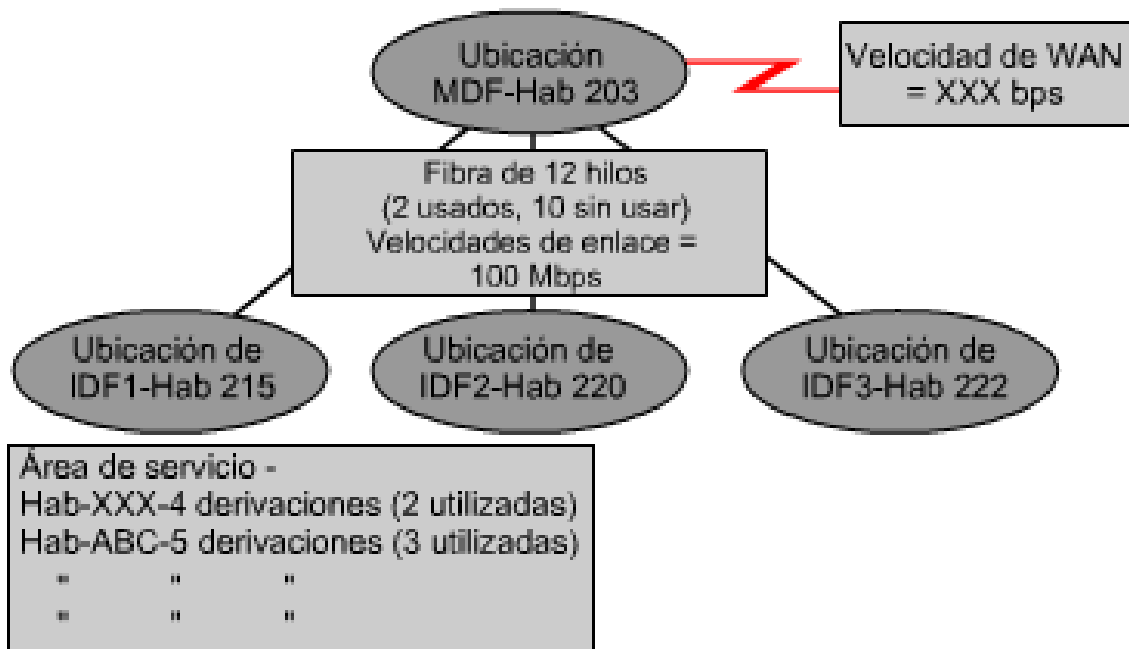 Ubicación
MDF-Hab 203
Velocidad de WAN
= XXX bps
Fibra de 12 hilos
(2 usados, 10 sin usar)
Velocidades de enlace =
100 Mbps
Ubicación de
IDF1-Hab 215
Ubicación de
IDF2-Hab 220
Ubicación de
IDF3-Hab 222
Área de servicio -
Hab-XXX-4 derivaciones (2 utilizadas)
Hab-ABC-5 derivaciones (3 utilizadas)
" " "
" " "